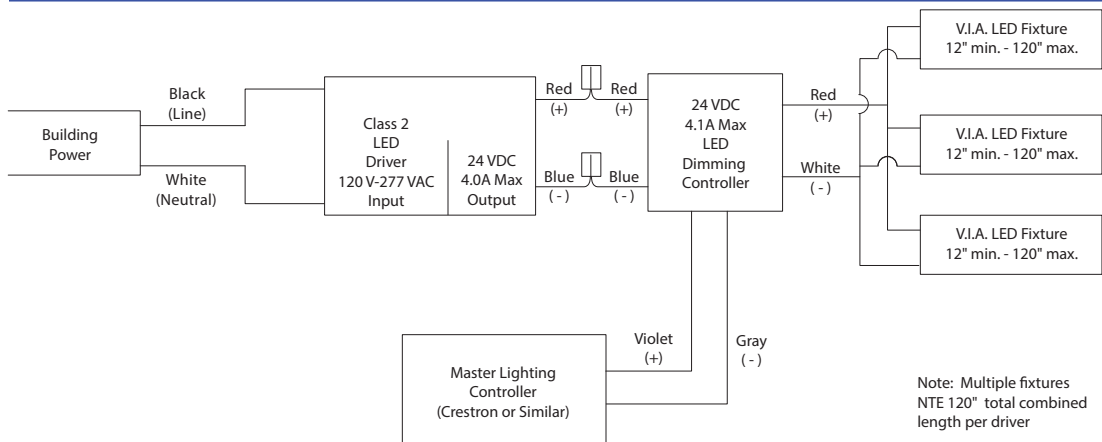 Building
Power
Black
(Line)
White
(Neutral)
Class 2
LED
Driver
120 V-277 VAC
Input
24 VDC
4.0A Max
Output
Red
(+)
Red
(+)
Blue
( - )
Blue
( - )
24 VDC
4.1A Max
LED
Dimming
Controller
Red
(+)
White
( - )
V.I.A. LED Fixture
12" min. - 120" max.
V.I.A. LED Fixture
12" min. - 120" max.
V.I.A. LED Fixture
12" min. - 120" max.
Master Lighting
Controller
(Crestron or Similar)
Violet
(+)
Gray
( - )
Note: Multiple fixtures
NTE 120" total combined
length per driver